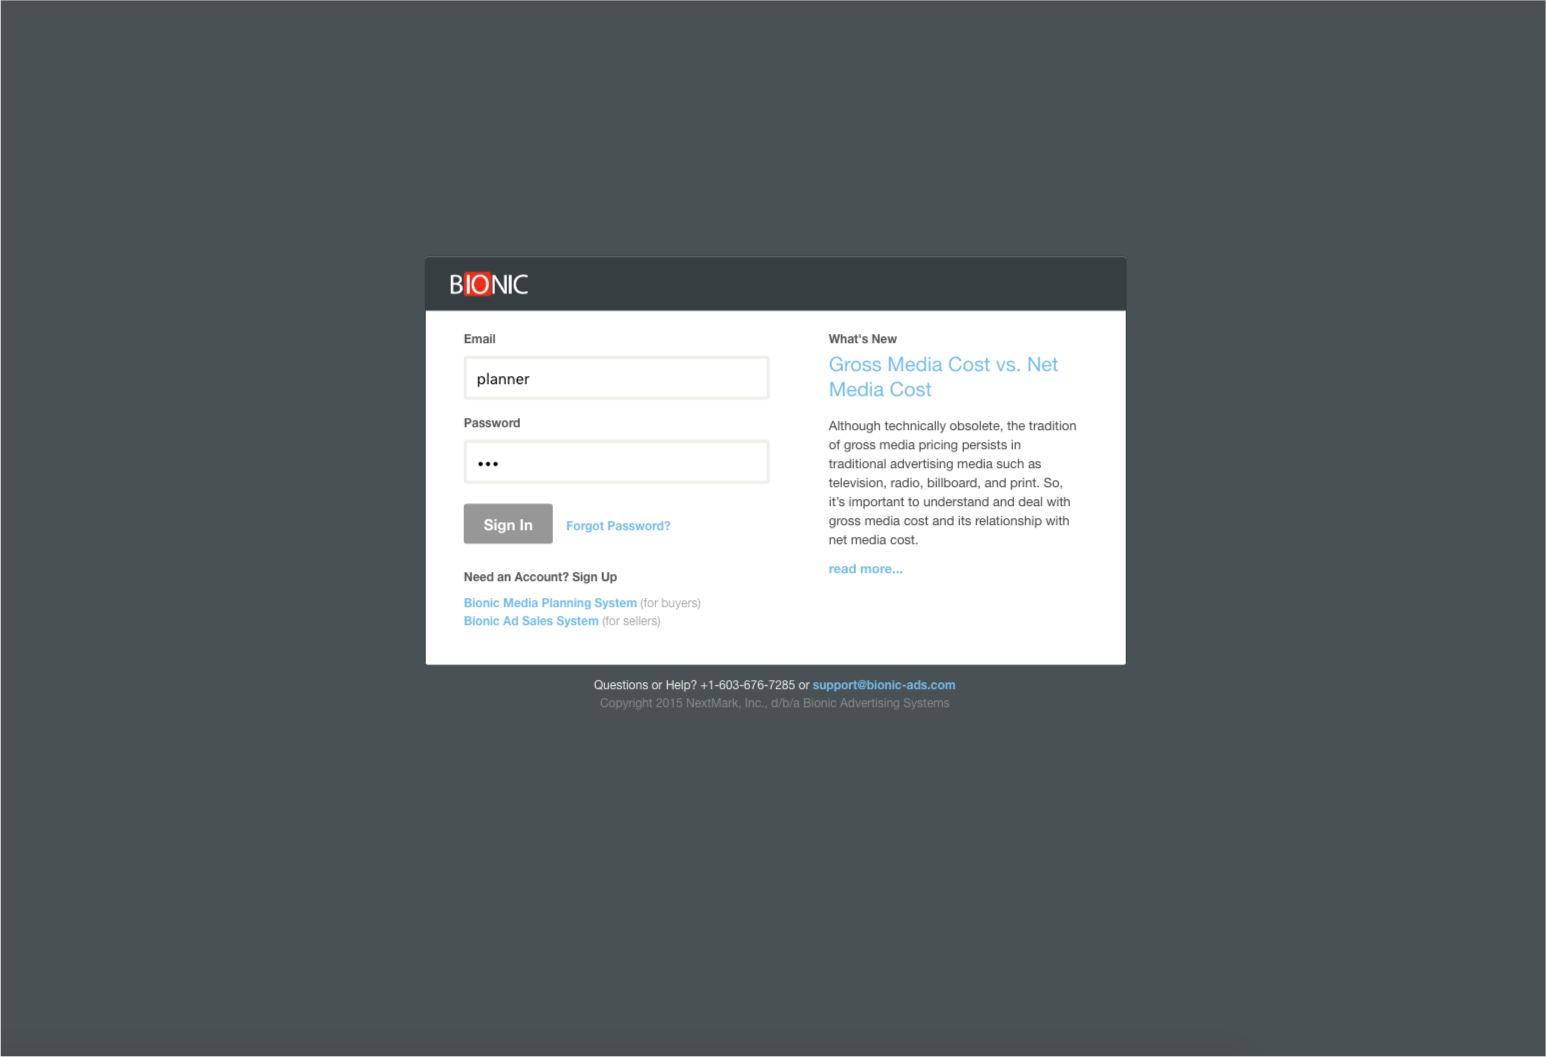 BIONIC
Email
planner
Password
•••
Sign In
Forgot Password?
Need an Account? Sign Up
Bionic Media Planning System (for buyers)
Bionic Ad Sales System (for sellers)
What's New
Gross Media Cost vs. Net
Media Cost
Although technically obsolete, the tradition
of gross media pricing persists in
traditional advertising media such as
television, radio, billboard, and print. So,
it’s important to understand and deal with
gross media cost and its relationship with
net media cost.
read more...
Questions or Help? +1-603-676-7285 or support@bionic-ads.com
Copyright 2015 NextMark, Inc., d/b/a Bionic Advertising Systems